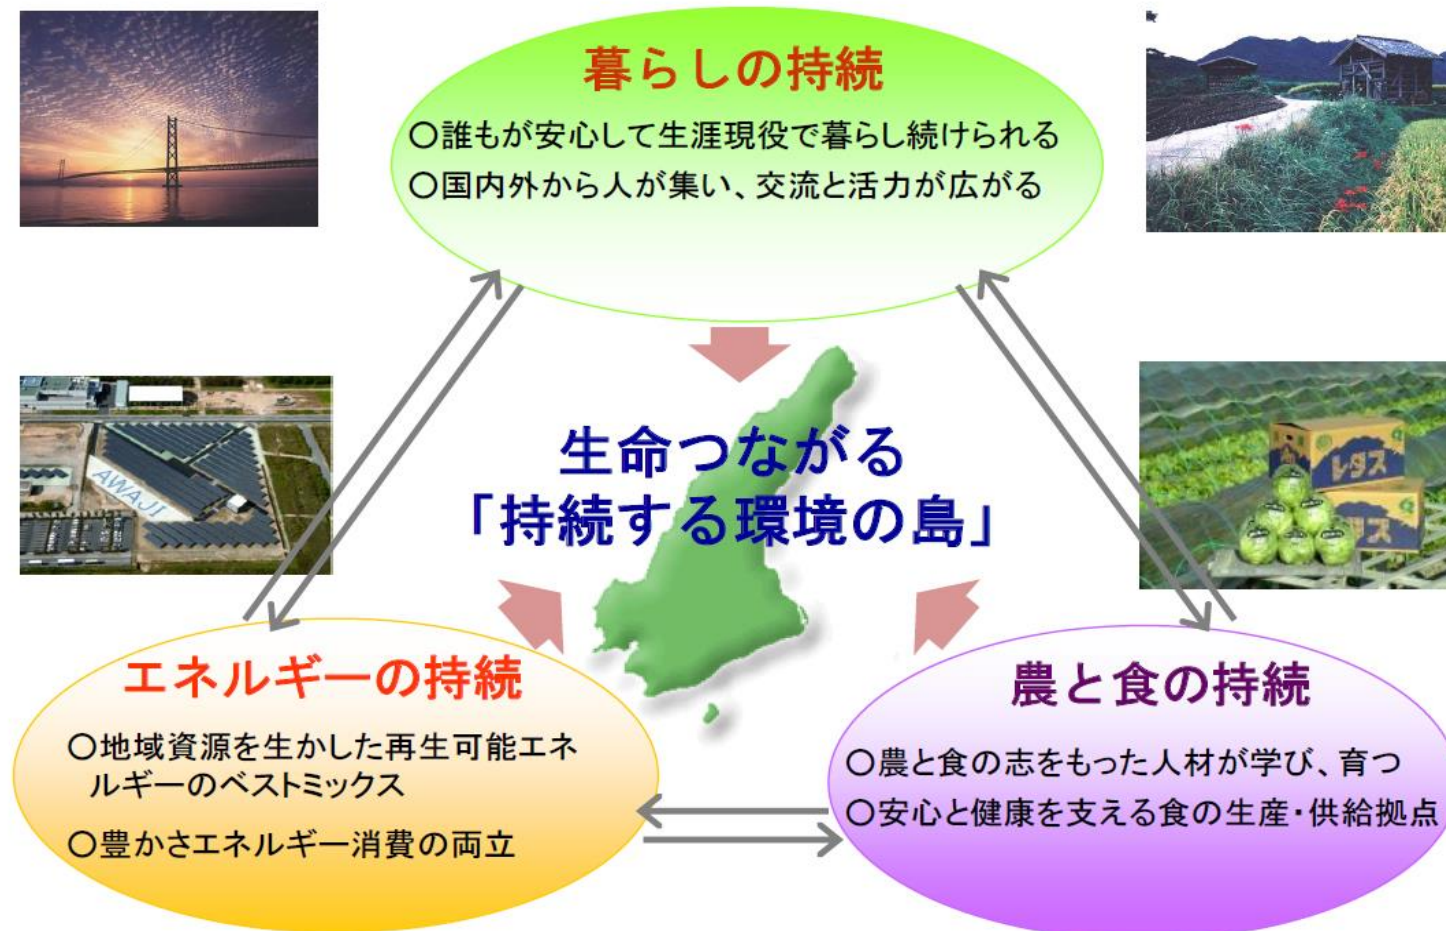 暮らしの持続
○誰もが安心して生涯現役で暮らし続けられる
○国内外から人が集い、交流と活力が広がる
生命つながる
「持続する環境の島」
AWAJI
レタス
エネルギーの持続
○地域資源を生かした再生可能エネ
ルギーのベストミックス
○豊かさエネルギー消費の両立
農と食の持続
○農と食の志をもった人材が学び、育つ
○安心と健康を支える食の生産・供給拠点